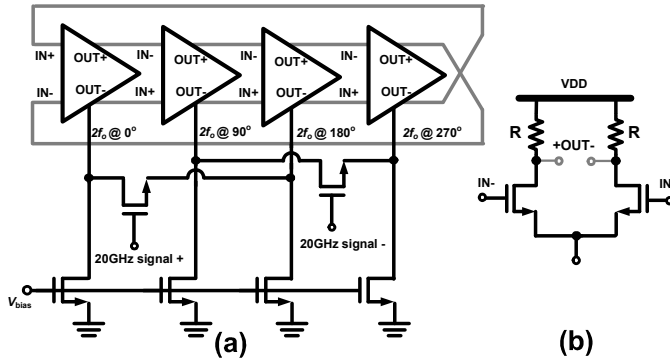 IN+
OUT+
IN-
OUT-
IN-
OUT+
IN+
OUT-
IN-
OUT+
IN+
OUT-
IN-
OUT+
IN+
OUT-
2fo @ 0°
2fo @ 90°
2fo @ 180°
2fo @ 270°
20GHz signal +
20GHz signal -
Vbias
(a)
VDD
R
R
+OUT-
IN-
IN
(b)